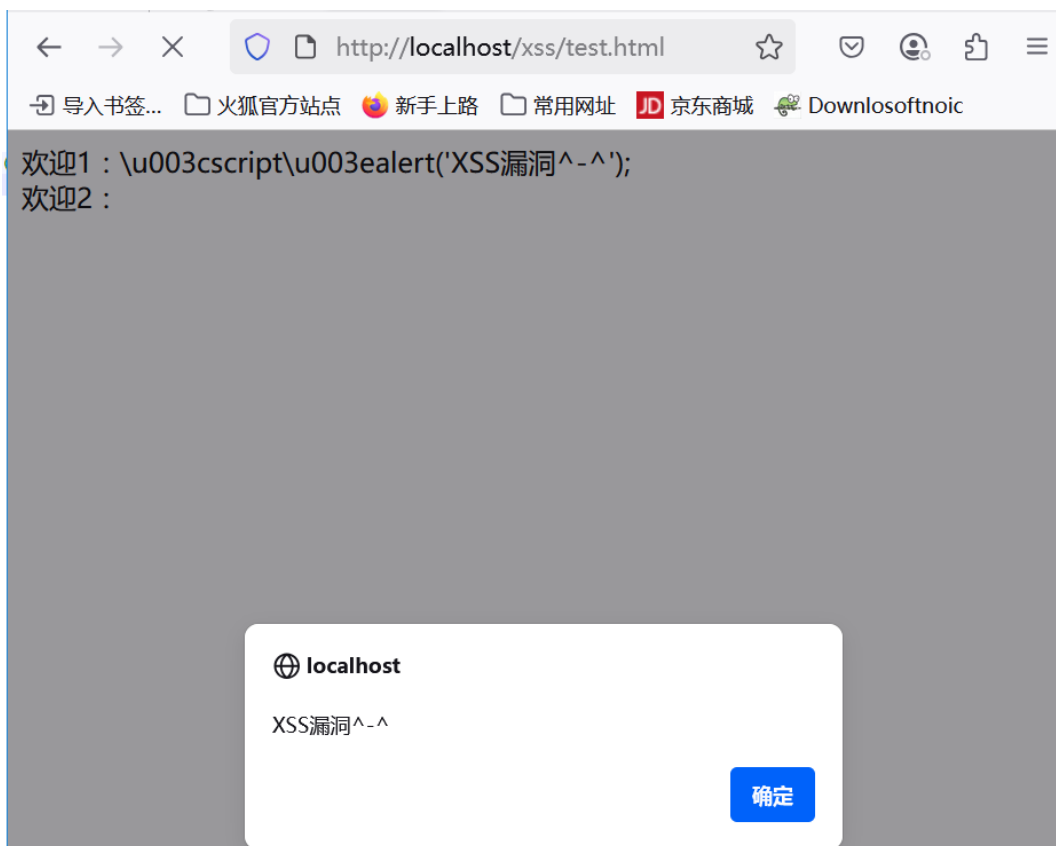 http://localhost/xss/test.html
导入书签... 火狐官方站点 新手上路 常用网址 JD 京东商城 Downlosoftnoic
欢迎1：\u003cscript\u003ealert('XSS漏洞^-^');
欢迎2：
localhost
XSS漏洞^-^
确定